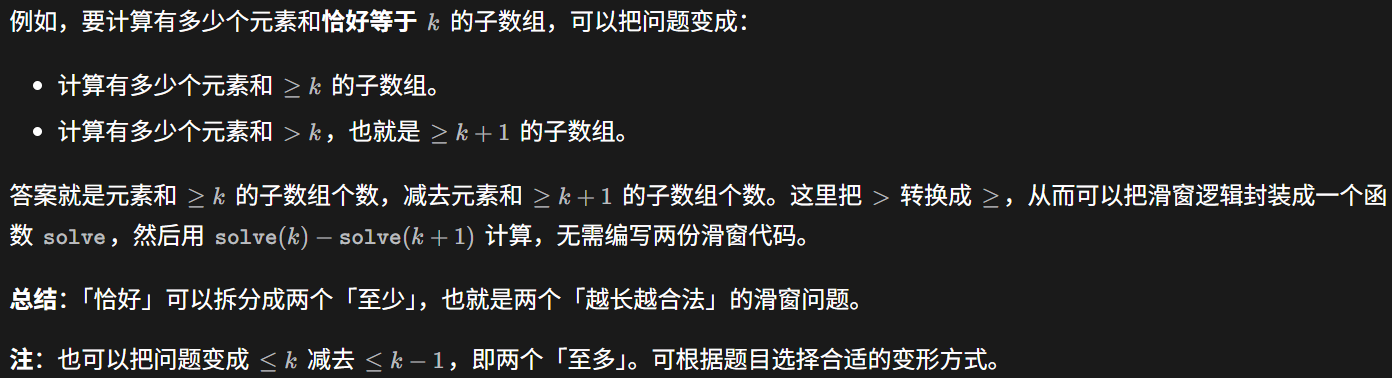 例如，要计算有多少个元素和恰好等于 k 的子数组，可以把问题变成：
• 计算有多少个元素和 ≥ k 的子数组。
• 计算有多少个元素和 > k，也就是 ≥ k + 1 的子数组。
答案就是元素和 ≥ k 的子数组个数，减去元素和 ≥ k + 1 的子数组个数。这里把 > 转换成 ≥，从而可以把滑窗逻辑封装成一个函
数 solve，然后用 solve(k) − solve(k + 1) 计算，无需编写两份滑窗代码。
总结：「恰好」可以拆分成两个「至少」，也就是两个「越长越合法」的滑窗问题。
注：也可以把问题变成 ≤ k 减去 ≤ k − 1，即两个「至多」。可根据题目选择合适的变形方式。